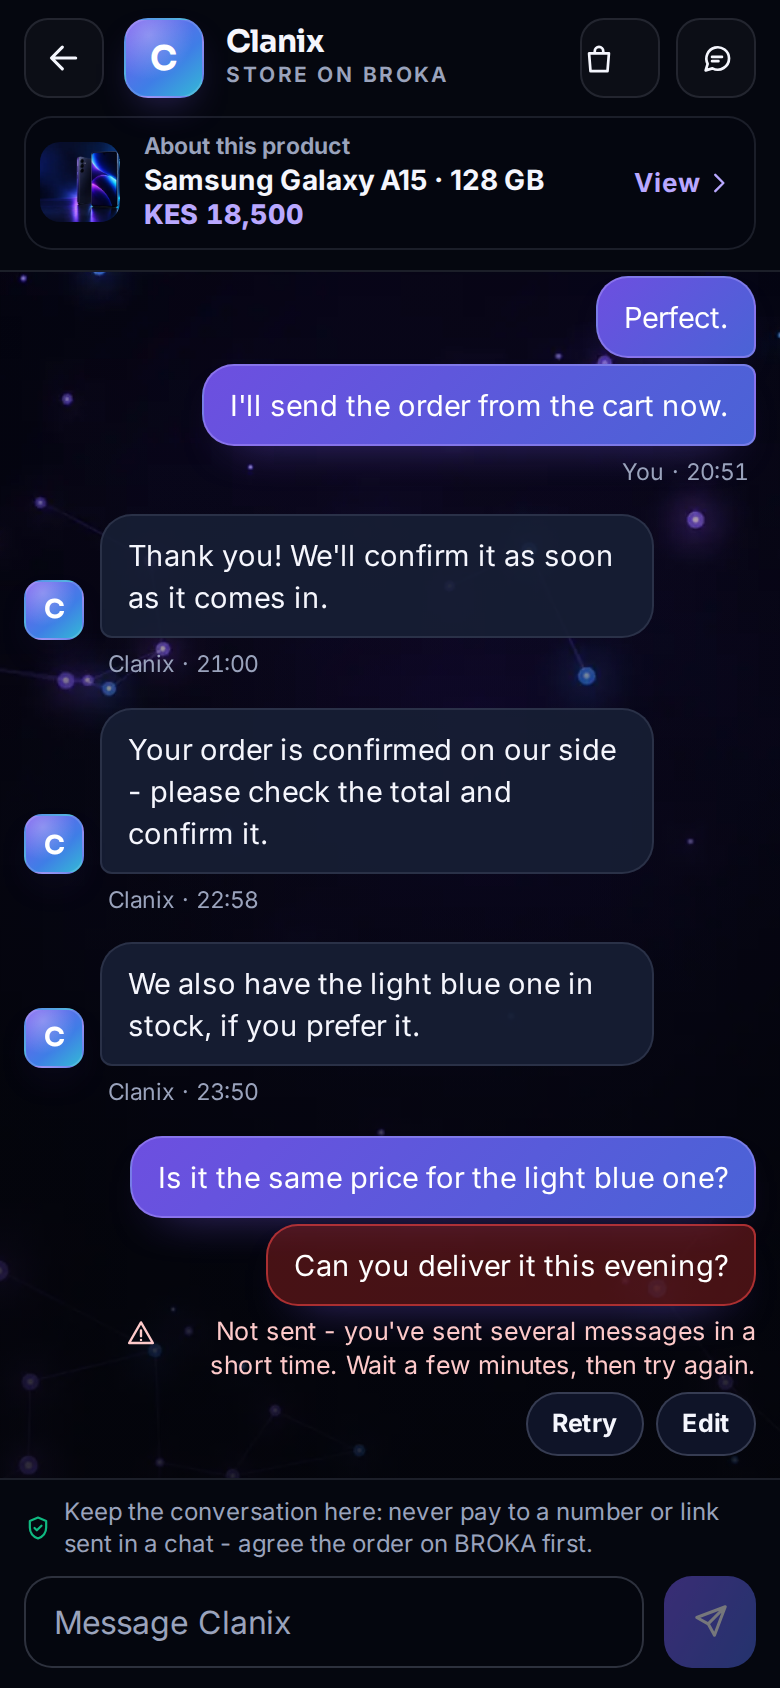 C
Clanix
STORE ON BROKA
About this product
Samsung Galaxy A15 · 128 GB
KES 18,500
View
Perfect.
I'll send the order from the cart now.
You · 20:51
Thank you! We'll confirm it as soon
as it comes in.
C
Clanix · 21:00
Your order is confirmed on our side
- please check the total and
confirm it.
C
Clanix · 22:58
We also have the light blue one in
stock, if you prefer it.
C
Clanix · 23:50
Is it the same price for the light blue one?
Can you deliver it this evening?
Not sent - you've sent several messages in a
short time. Wait a few minutes, then try again.
Retry
Edit
Keep the conversation here: never pay to a number or link
sent in a chat - agree the order on BROKA first.
Message Clanix